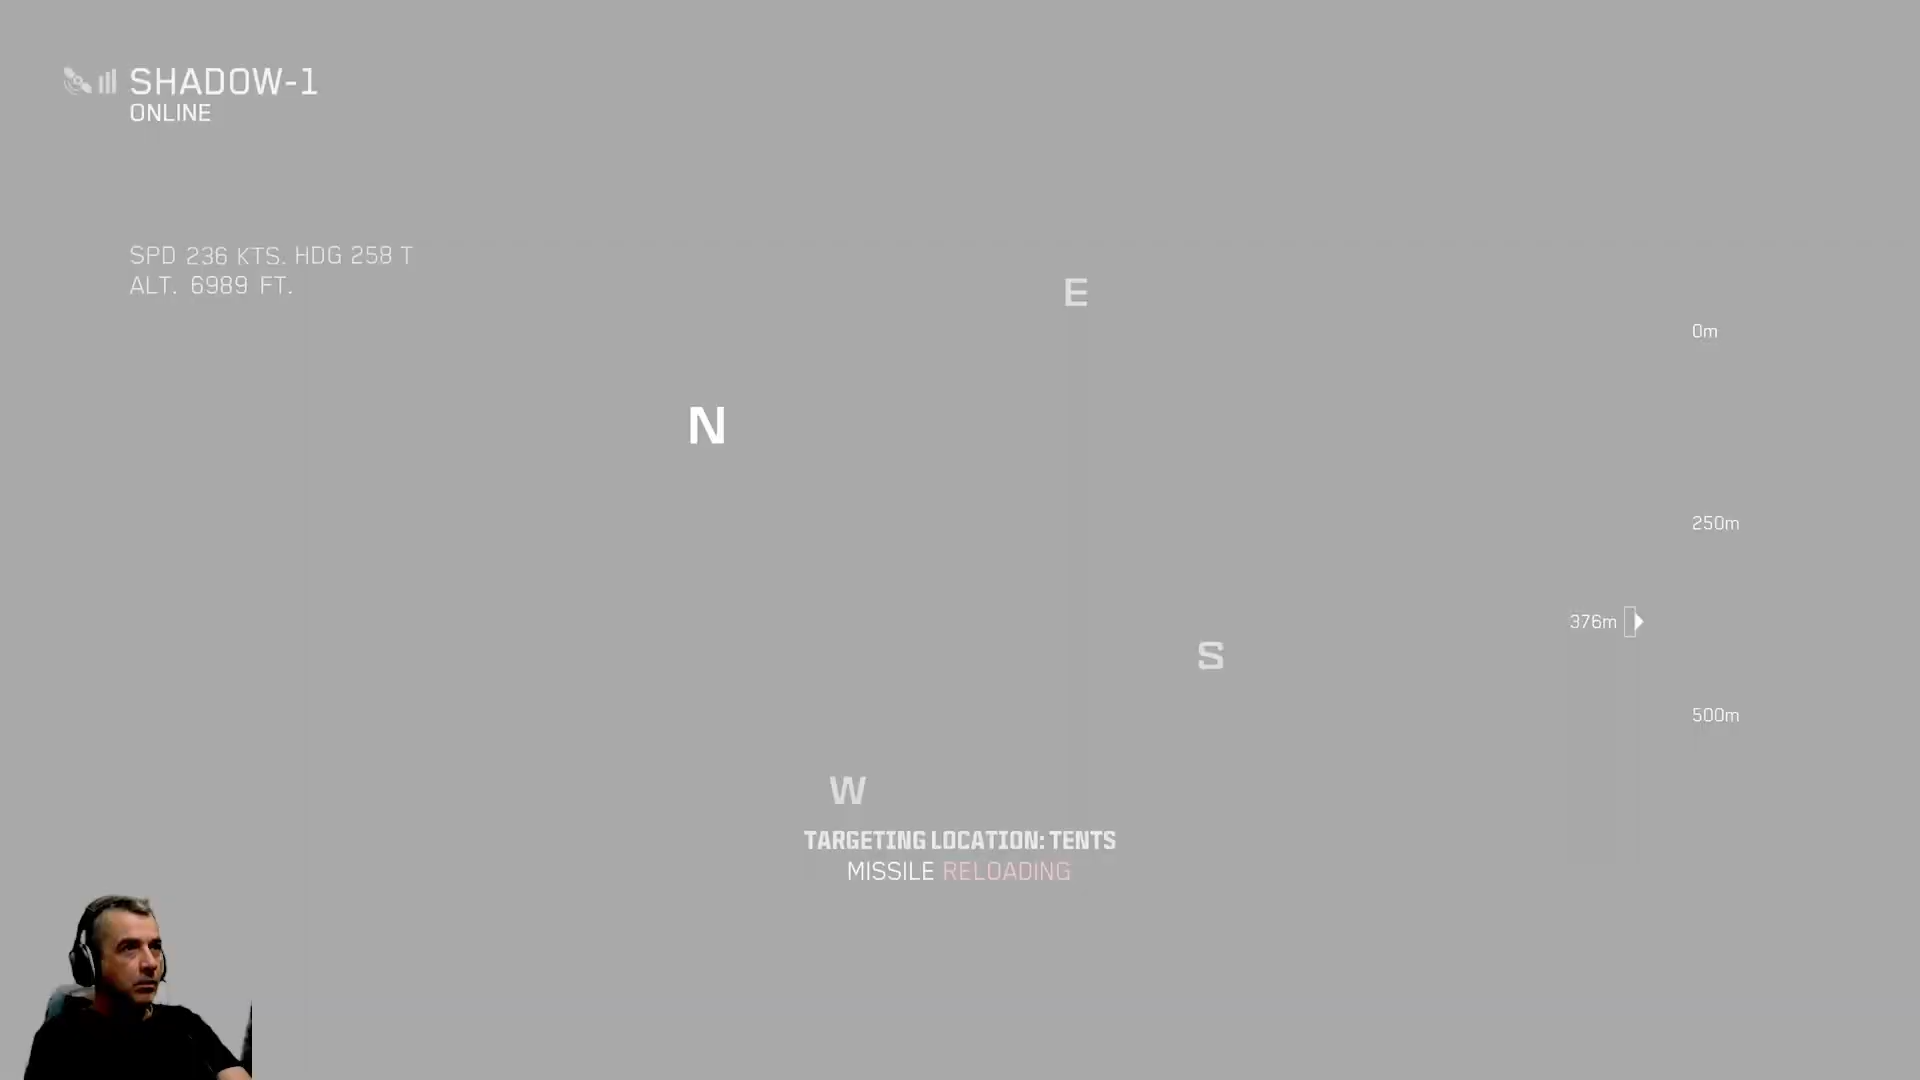 SHADOW-1
ONLINE
SPD 236 KTS. HDG 258 T
ALT. 6989 FT.
E
0m
N
250m
376m
S
500m
W
TARGETING LOCATION: TENTS
MISSILE RELOADING